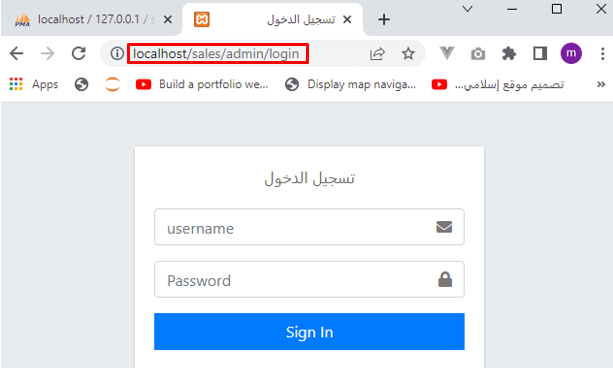 localhost / 127.0.0.1 / s
تسجيل الدخول
localhost/sales/admin/login
m
Apps
Build a portfolio we...
Display map naviga...
تصميم موقع إسلامي...
تسجيل الدخول
username
Password
Sign In